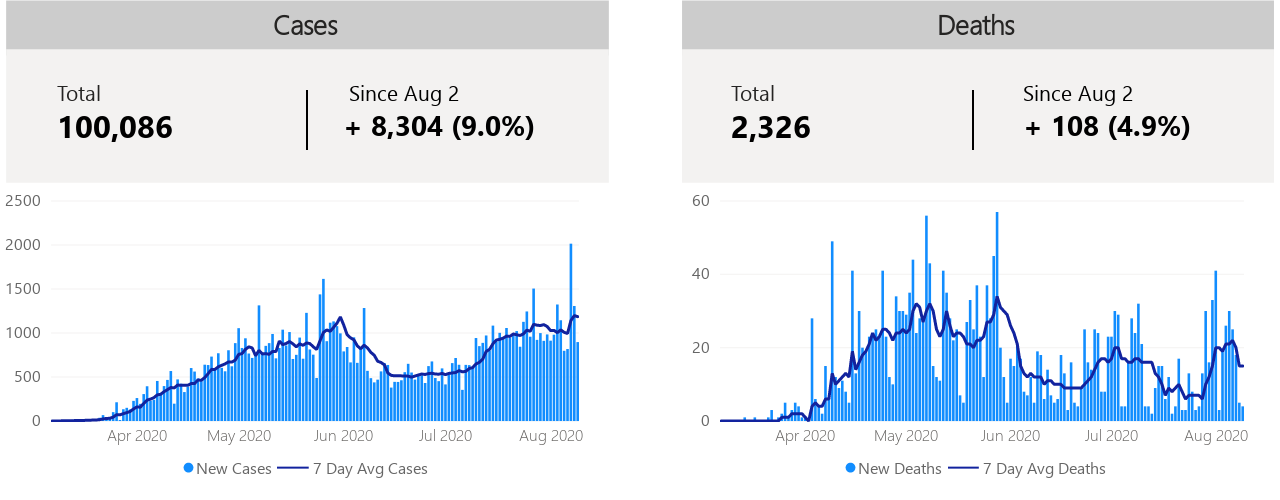 Cases
Total
100,086
Since Aug 2
+ 8,304 (9.0%)
2500
2000
1500
1000
500
0
Apr 2020 May 2020 Jun 2020 Jul 2020 Aug 2020
New Cases 7 Day Avg Cases
Deaths
Total
2,326
Since Aug 2
+ 108 (4.9%)
60
40
20
0
Apr 2020 May 2020 Jun 2020 Jul 2020 Aug 2020
New Deaths 7 Day Avg Deaths